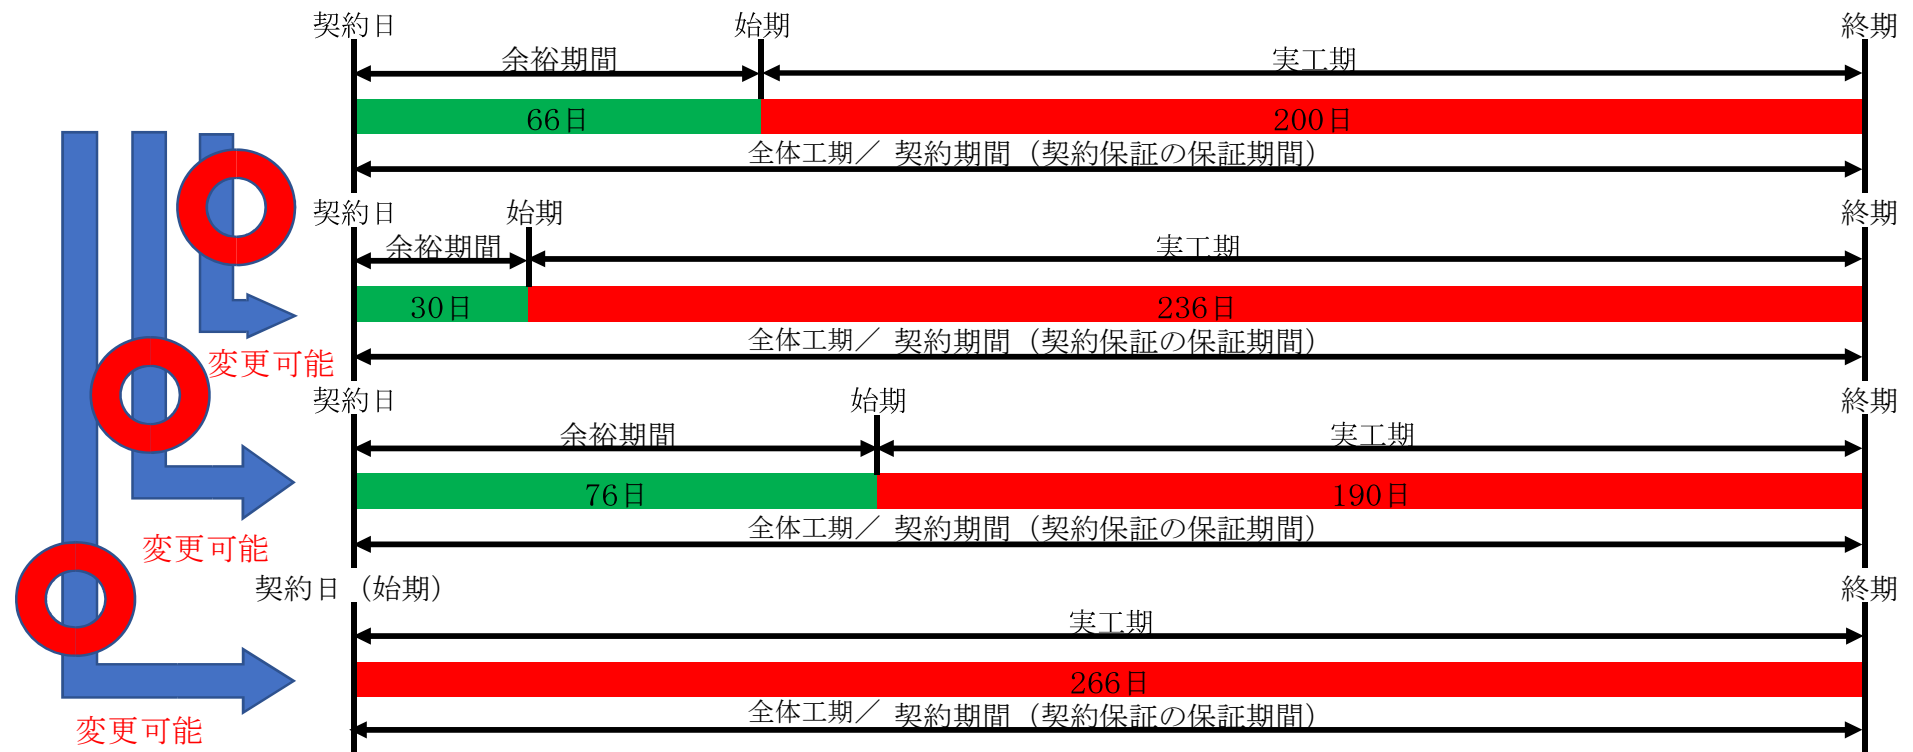 契約日 始期 終期
余裕期間 実工期
66日 200日
全体工期／ 契約期間（契約保証の保証期間）
契約日 始期 終期
余裕期間 実工期
30日 236日
全体工期／ 契約期間（契約保証の保証期間）
変更可能
契約日 始期 終期
余裕期間 実工期
76日 190日
全体工期／ 契約期間（契約保証の保証期間）
変更可能
契約日（始期） 終期
実工期
266日
全体工期／ 契約期間（契約保証の保証期間）
変更可能